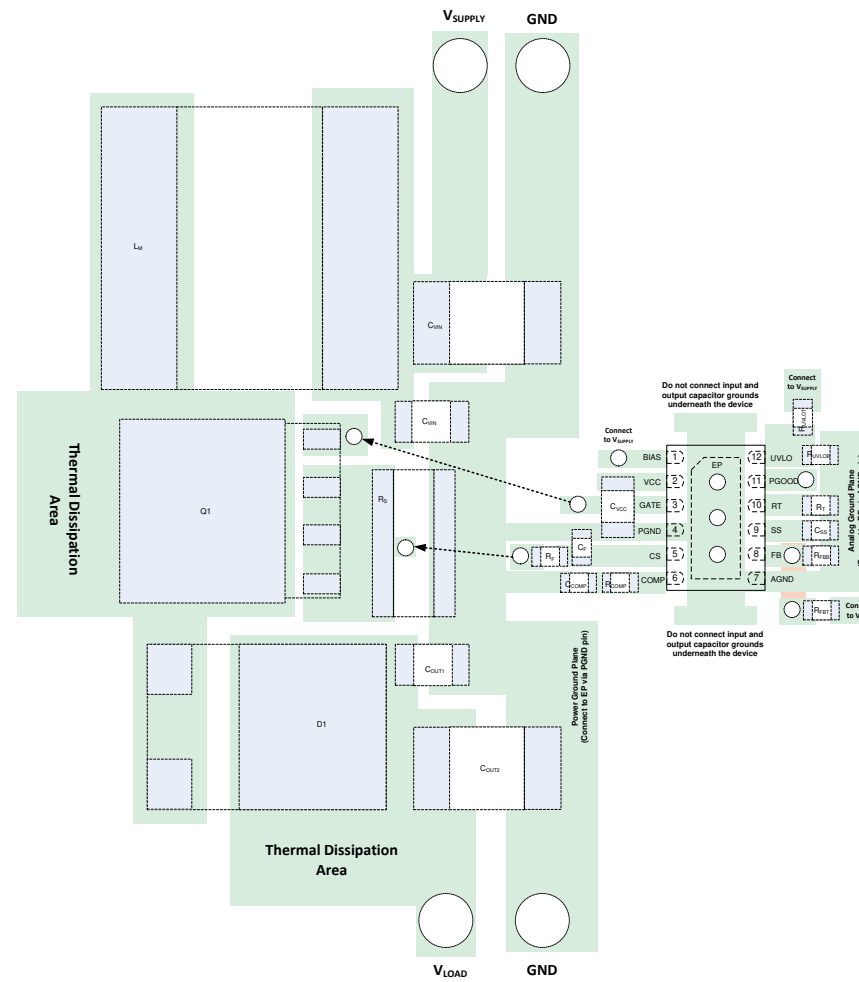 VSUPPLY
GND
LM
CVIN
Do not connect input and
output capacitor grounds
underneath the device
Connect
to VSUPPLY
RUVLOT
CVIN
Connect
to VSUPPLY
BIAS
1
EP
12
UVLO
RUVLOB
VCC
2
11
PGOOD
CVCC
GATE
3
10
RT
RT
PGND
4
9
SS
CSS
CF
RF
CS
5
8
FB
RFBB
CCOMP
RCOMP
COMP
6
7
AGND
RFBT
Analog Ground Plane
Thermal Dissipation
Area
Q1
RS
Do not connect input and
output capacitor grounds
underneath the device
COUT1
Power Ground Plane
(Connect to EP via PGND pin)
D1
COUT2
Thermal Dissipation
Area
VLOAD
GND